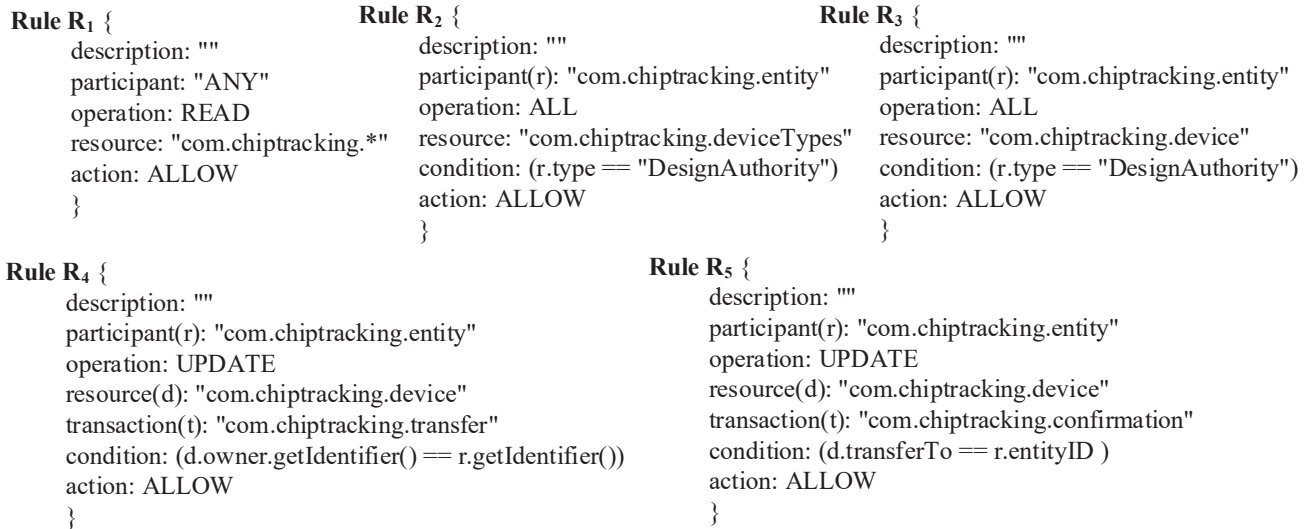 Rule R₁ {
description: ""
participant: "ANY"
operation: READ
resource: "com.chiptracking.*"
action: ALLOW
}
Rule R₂ {
description: ""
participant(r): "com.chiptracking.entity"
operation: ALL
resource: "com.chiptracking.deviceTypes"
condition: (r.type == "DesignAuthority")
action: ALLOW
}
Rule R₃ {
description: ""
participant(r): "com.chiptracking.entity"
operation: ALL
resource: "com.chiptracking.device"
condition: (r.type == "DesignAuthority")
action: ALLOW
}
Rule R₄ {
description: ""
participant(r): "com.chiptracking.entity"
operation: UPDATE
resource(d): "com.chiptracking.device"
transaction(t): "com.chiptracking.transfer"
condition: (d.owner.getIdentifier() == r.getIdentifier())
action: ALLOW
}
Rule R₅ {
description: ""
participant(r): "com.chiptracking.entity"
operation: UPDATE
resource(d): "com.chiptracking.device"
transaction(t): "com.chiptracking.confirmation"
condition: (d.transferTo == r.entityID )
action: ALLOW
}